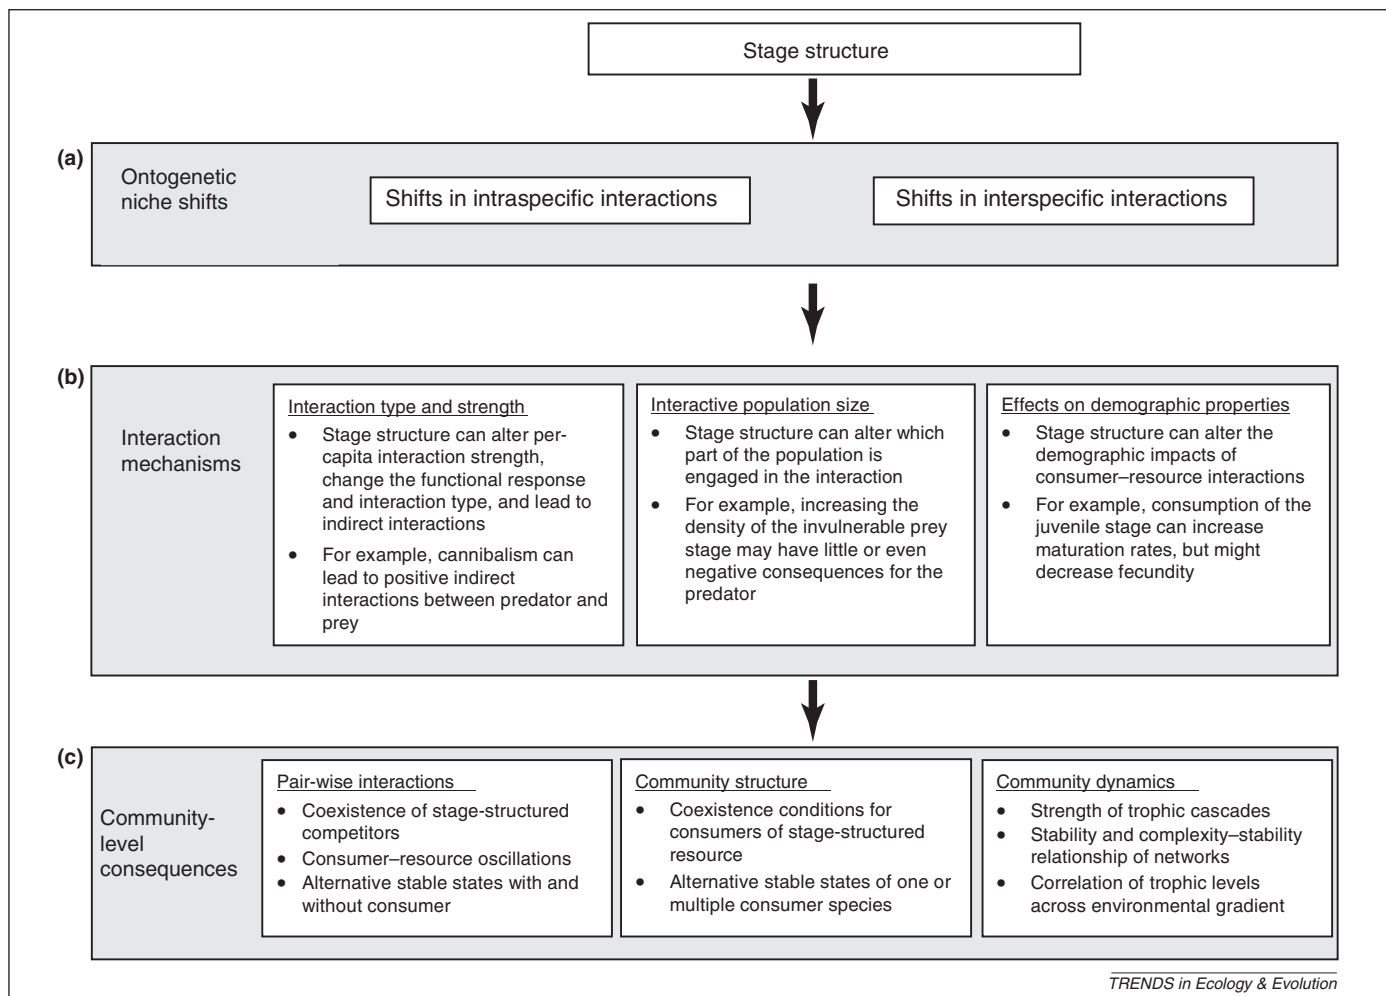 Stage structure
(a)
Ontogenetic
niche shifts
Shifts in intraspecific interactions
Shifts in interspecific interactions
(b)
Interaction
mechanisms
Interaction type and strength
• Stage structure can alter per-
capita interaction strength,
change the functional response
and interaction type, and lead to
indirect interactions
• For example, cannibalism can
lead to positive indirect
interactions between predator and
prey
Interactive population size
• Stage structure can alter which
part of the population is
engaged in the interaction
• For example, increasing the
density of the invulnerable prey
stage may have little or even
negative consequences for the
predator
Effects on demographic properties
• Stage structure can alter the
demographic impacts of
consumer–resource interactions
• For example, consumption of the
juvenile stage can increase
maturation rates, but might
decrease fecundity
(c)
Community-
level
consequences
Pair-wise interactions
• Coexistence of stage-structured
competitors
• Consumer–resource oscillations
• Alternative stable states with and
without consumer
Community structure
• Coexistence conditions for
consumers of stage-structured
resource
• Alternative stable states of one or
multiple consumer species
Community dynamics
• Strength of trophic cascades
• Stability and complexity–stability
relationship of networks
• Correlation of trophic levels
across environmental gradient
TRENDS in Ecology & Evolution